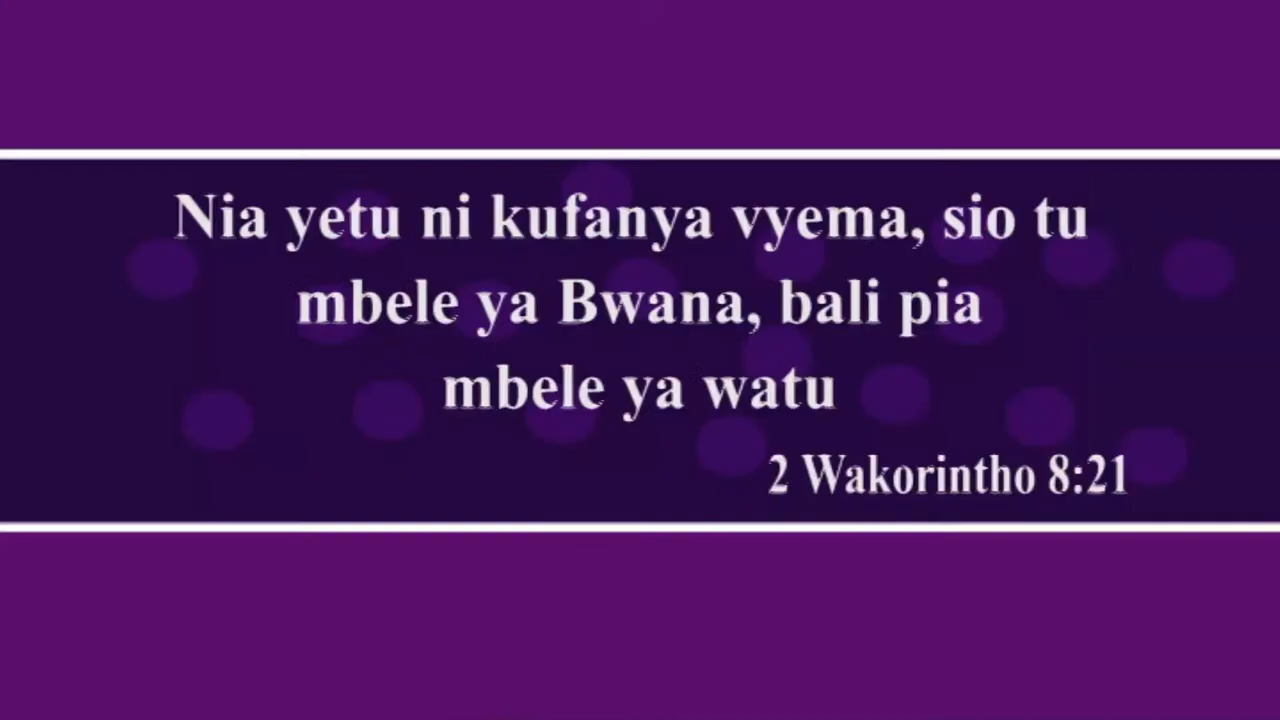 Nia yetu ni kufanya vyema, sio tu
mbele ya Bwana, bali pia
mbele ya watu
2 Wakorintho 8:21